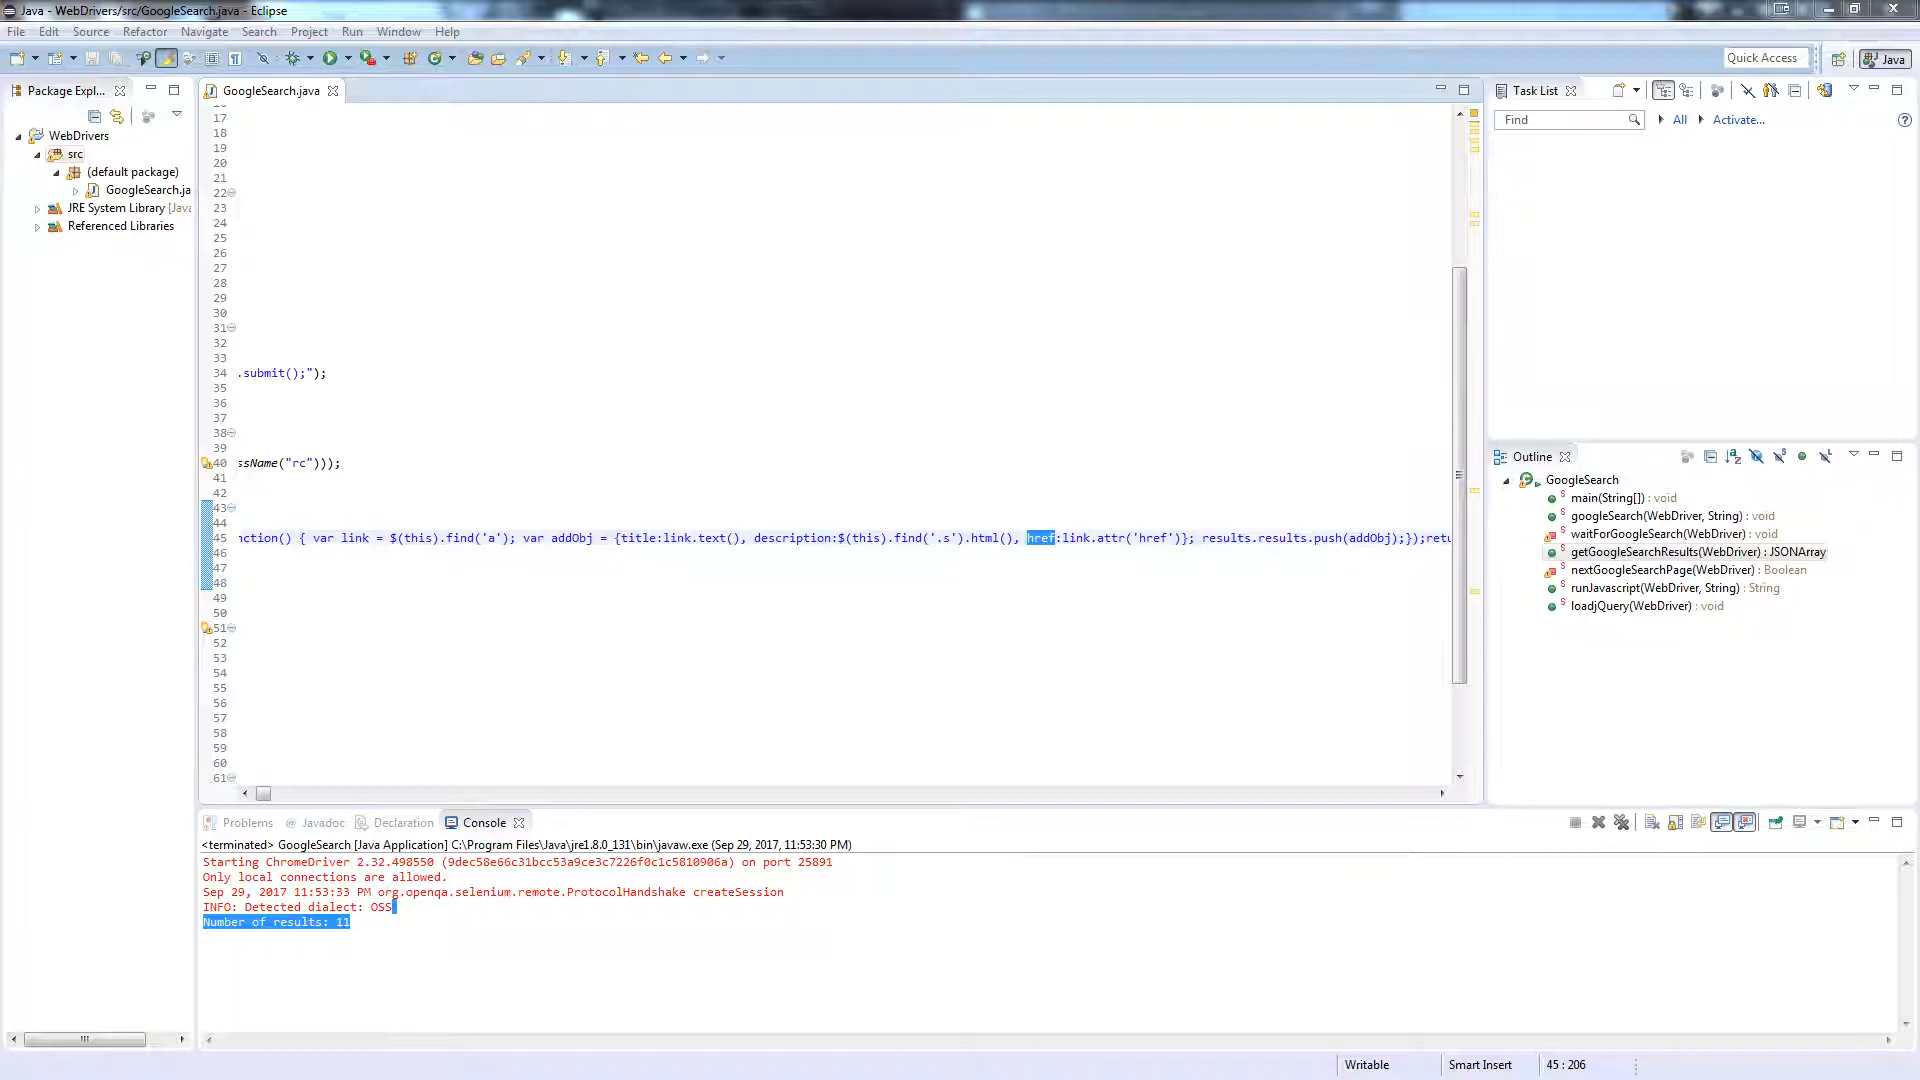 Java - WebDrivers/src/GoogleSearch.java - Eclipse
File Edit Source Refactor Navigate Search Project Run Window Help
Quick Access
Java
Package Expl...
WebDrivers
src
(default package)
GoogleSearch.ja
JRE System Library [Java
Referenced Libraries
GoogleSearch.java
17
18
19
20
21
22
23
24
25
26
27
28
29
30
31
32
33
34 .submit();");
35
36
37
38
39
40 ssName("rc")));
41
42
43
44
45 nction() { var link = $(this).find('a'); var addObj = {title:link.text(), description:$(this).find('.s').html(), href:link.attr('href')}; results.results.push(addObj);});retu
46
47
48
49
50
51
52
53
54
55
56
57
58
59
60
61
Task List
Find
All
Activate...
Outline
GoogleSearch
main(String[]) : void
googleSearch(WebDriver, String) : void
waitForGoogleSearch(WebDriver) : void
getGoogleSearchResults(WebDriver) : JSONArray
nextGoogleSearchPage(WebDriver) : Boolean
runJavascript(WebDriver, String) : String
loadjQuery(WebDriver) : void
Problems @ Javadoc Declaration Console
<terminated> GoogleSearch [Java Application] C:\Program Files\Java\jre1.8.0_131\bin\javaw.exe (Sep 29, 2017, 11:53:30 PM)
Starting ChromeDriver 2.32.498550 (9dec58e66c31bcc53a9ce3c7226f0c1c5810906a) on port 25891
Only local connections are allowed.
Sep 29, 2017 11:53:33 PM org.openqa.selenium.remote.ProtocolHandshake createSession
INFO: Detected dialect: OSS
Number of results: 11
Writable
Smart Insert
45 : 206